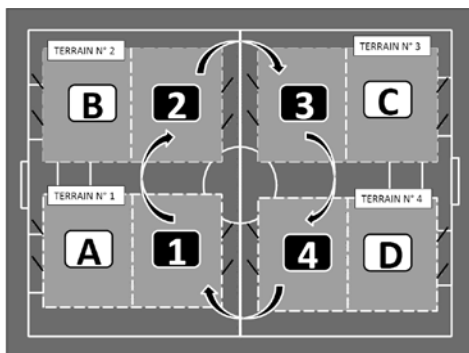 TERRAIN N° 2
TERRAIN N° 3
B
2
3
C
TERRAIN N° 1
TERRAIN N° 4
A
1
4
D